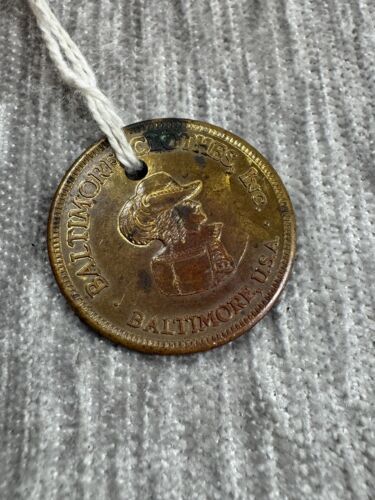 BALTIMORE CLOTHES, INC.
BALTIMORE, U.S.A.